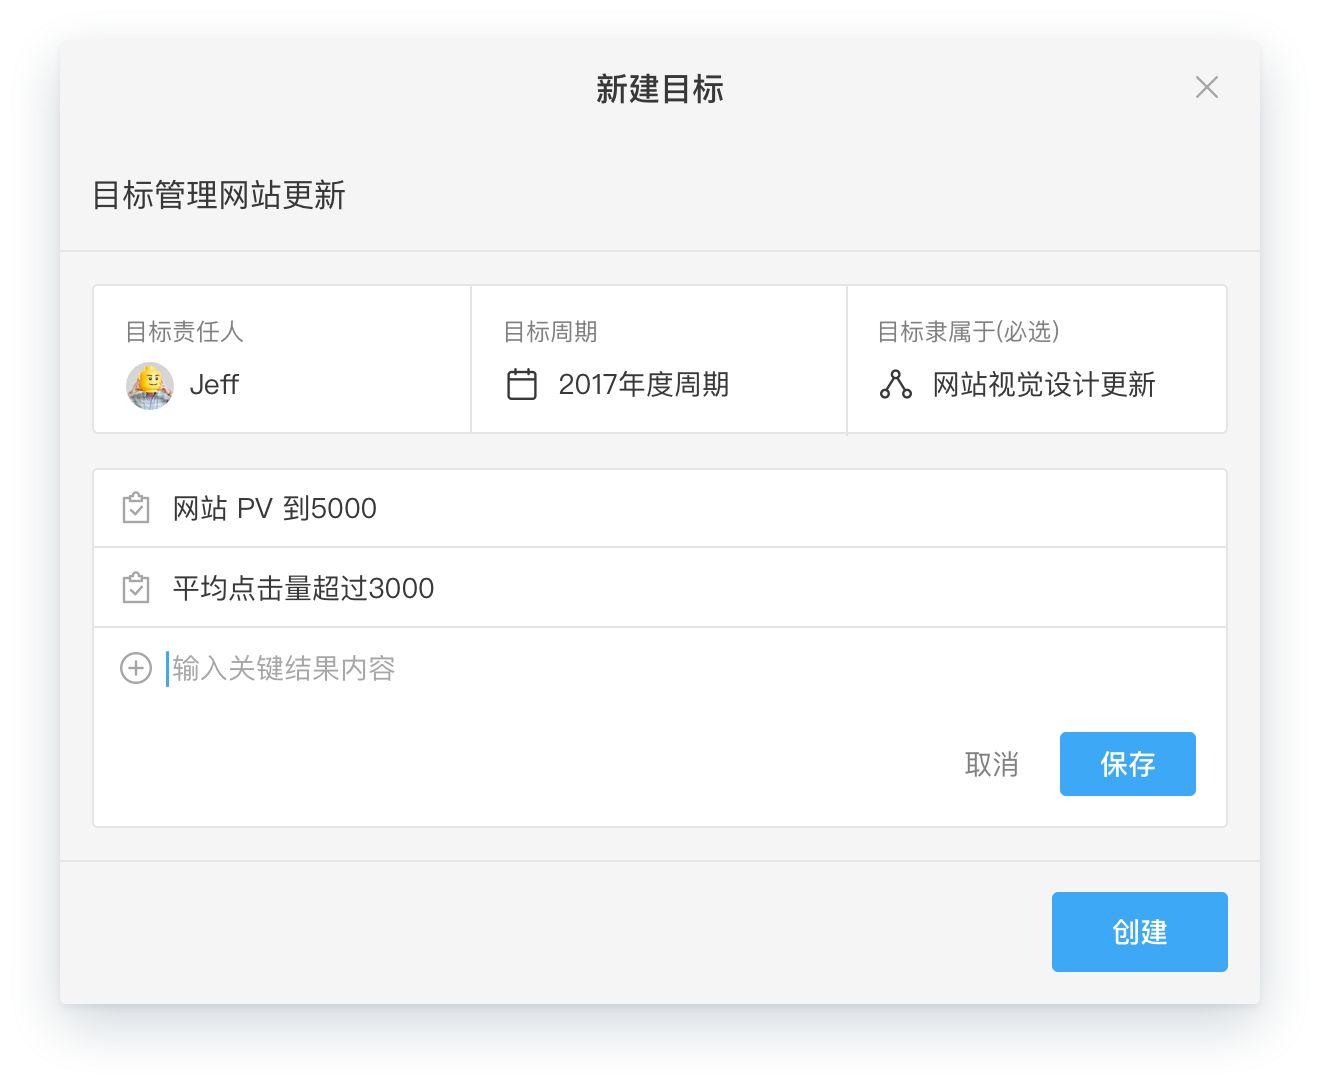 新建目标
目标管理网站更新
目标责任人
Jeff
目标周期
2017年度周期
目标隶属于(必选)
网站视觉设计更新
网站 PV 到5000
平均点击量超过3000
输入关键结果内容
取消
保存
创建